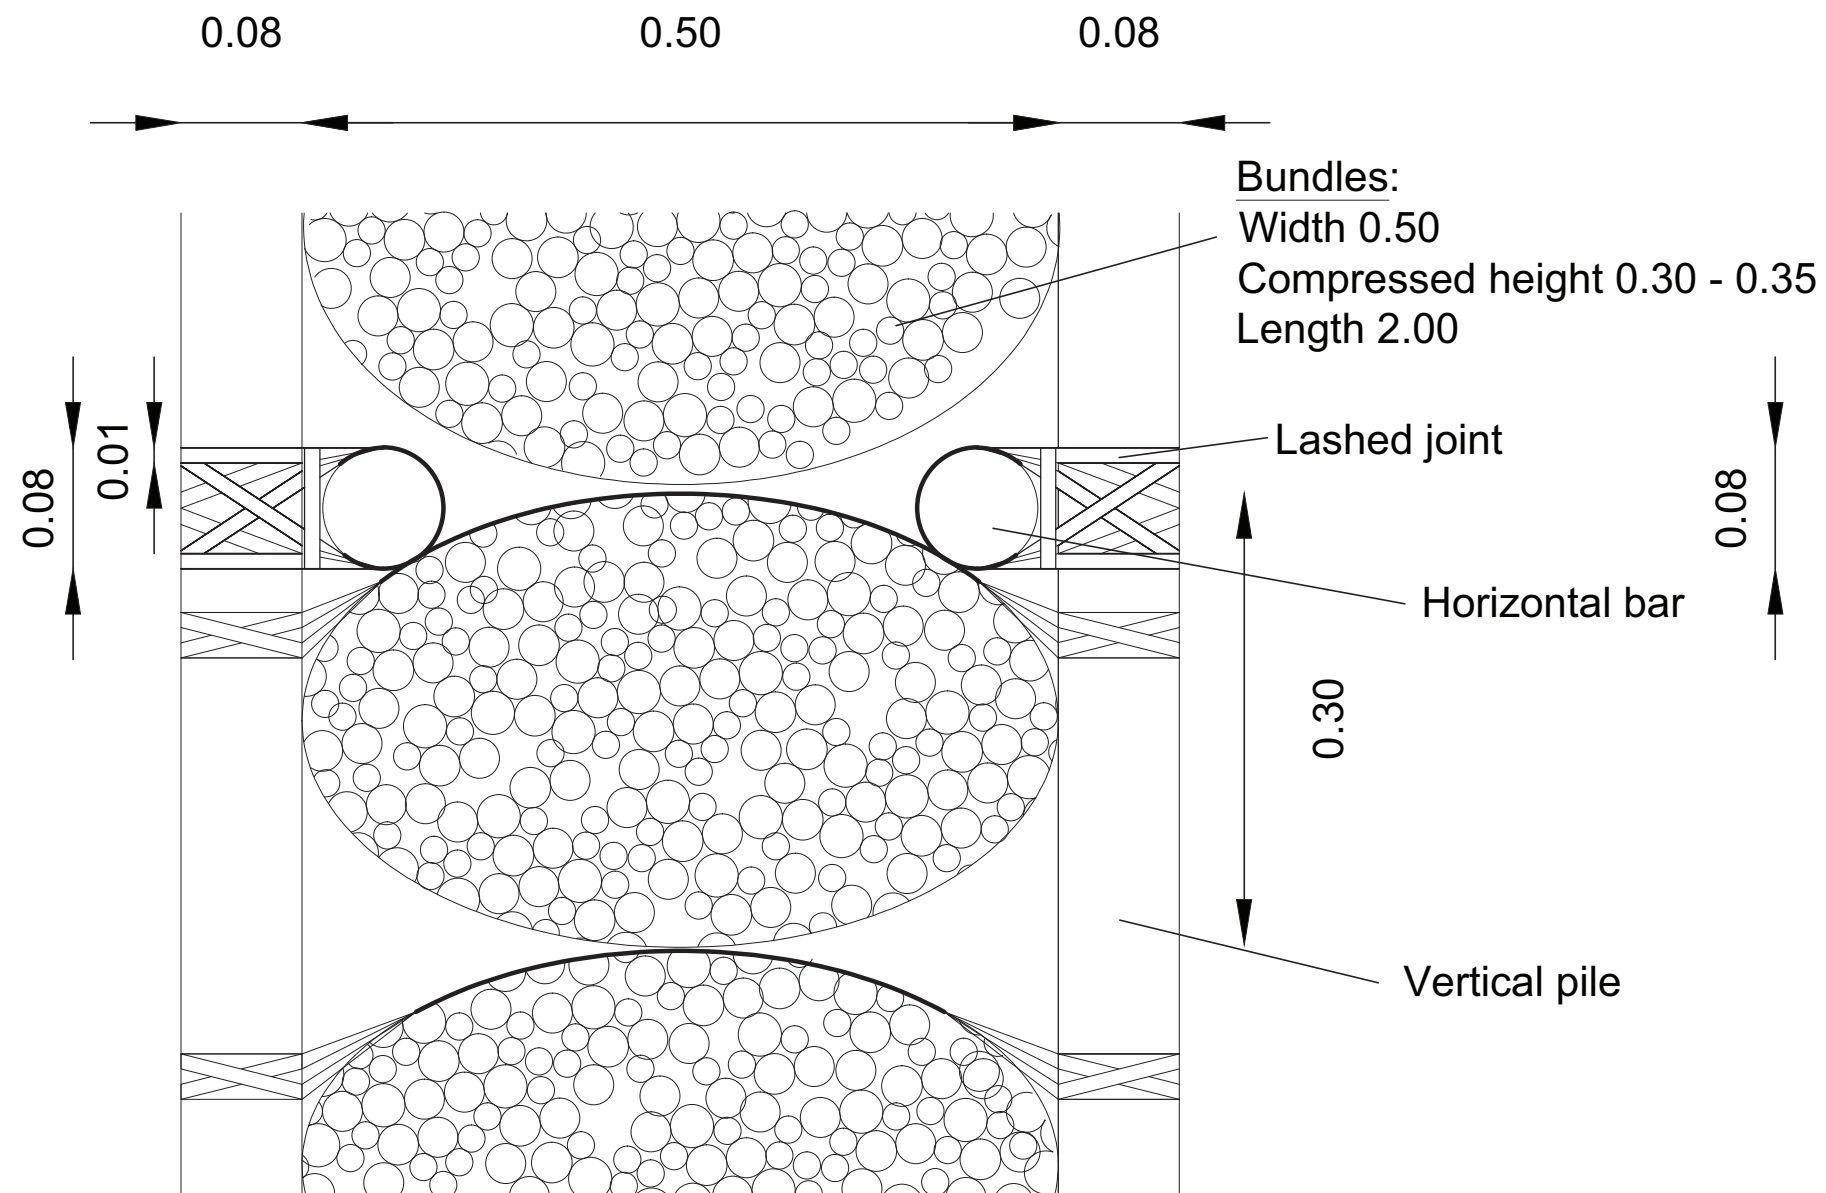 0.08
0.50
0.08
Bundles:
Width 0.50
Compressed height 0.30 - 0.35
Length 2.00
0.01
Lashed joint
0.08
0.08
Horizontal bar
0.30
Vertical pile